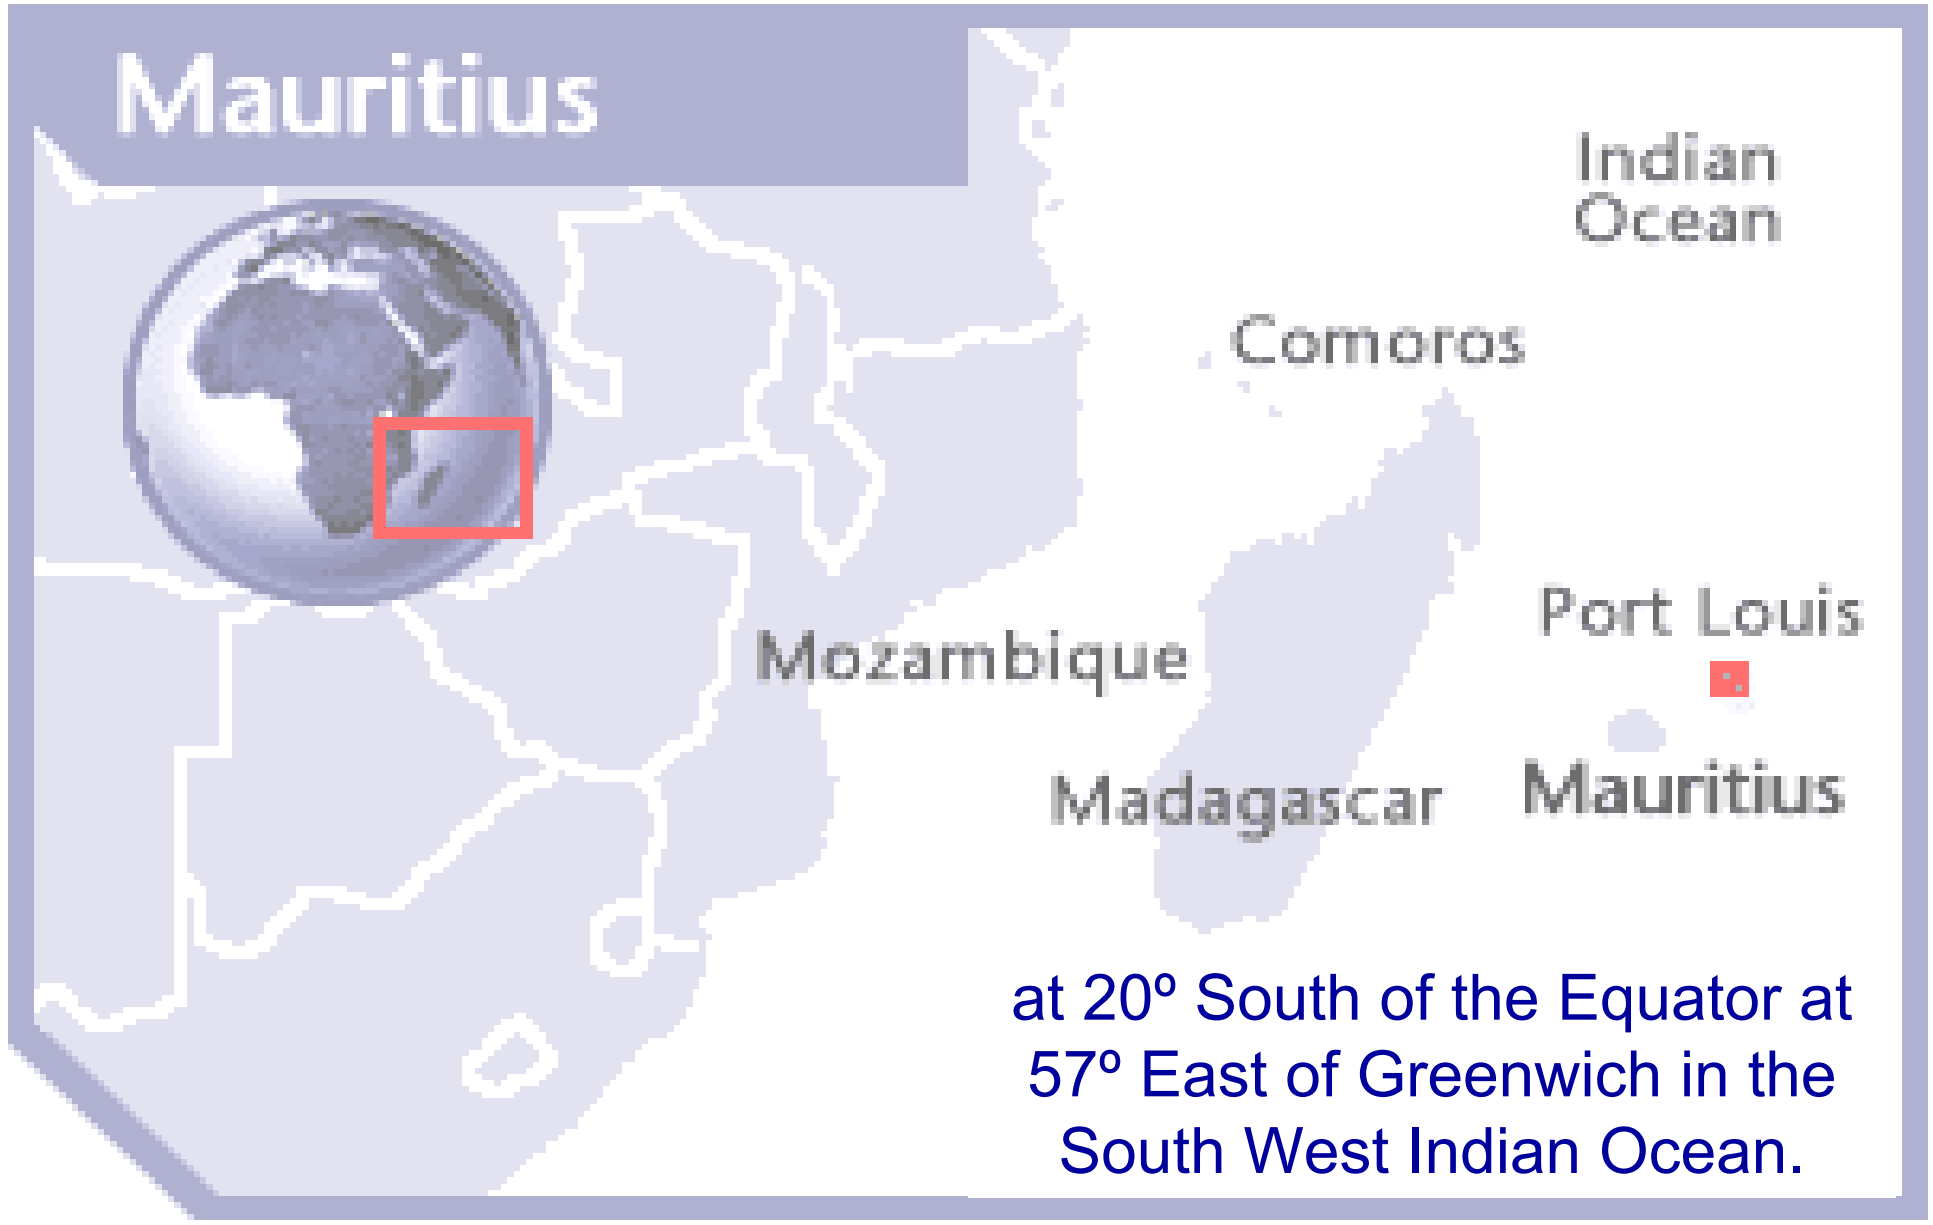 Mauritius
Indian
Ocean
Comoros
Port Louis
Mozambique
Mauritius
Madagascar
at 20º South of the Equator at
57º East of Greenwich in the
South West Indian Ocean.